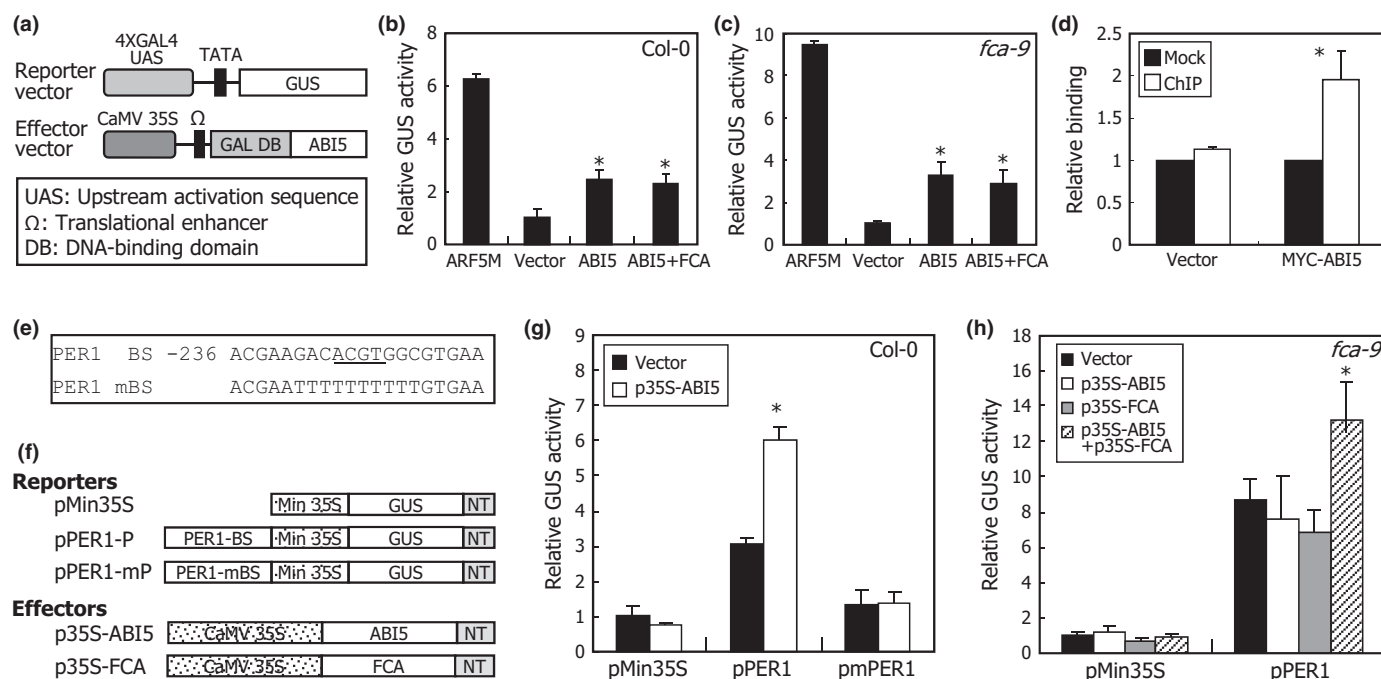 (a)
4XGAL4
UAS TATA
Reporter
vector
GUS
CaMV 35S Ω
Effector
vector
GAL DB ABI5
UAS: Upstream activation sequence
Ω: Translational enhancer
DB: DNA-binding domain
(b)
Col-0
Relative GUS activity
8
6
4
2
0
ARF5M Vector ABI5 ABI5+FCA
* *
(c)
fca-9
Relative GUS activity
10
8
6
4
2
0
ARF5M Vector ABI5 ABI5+FCA
* *
(d)
Relative binding
2.5
2
1.5
1
0.5
0
Mock
ChIP
*
Vector MYC-ABI5
(e)
PER1 BS -236 ACGAAGACACGTGGCGTGAA
PER1 mBS ACGAATTTTTTTTTTGTGAA
(f)
Reporters
pMin35S Min 35S GUS NT
pPER1-P PER1-BS Min 35S GUS NT
pPER1-mP PER1-mBS Min 35S GUS NT
Effectors
p35S-ABI5 CaMV 35S ABI5 NT
p35S-FCA CaMV 35S FCA NT
(g)
Col-0
Relative GUS activity
9
8
7
6
5
4
3
2
1
0
Vector
p35S-ABI5
*
pMin35S pPER1 pmPER1
(h)
fca-9
Relative GUS activity
18
16
14
12
10
8
6
4
2
0
Vector
p35S-ABI5
p35S-FCA
p35S-ABI5
+p35S-FCA
*
pMin35S pPER1